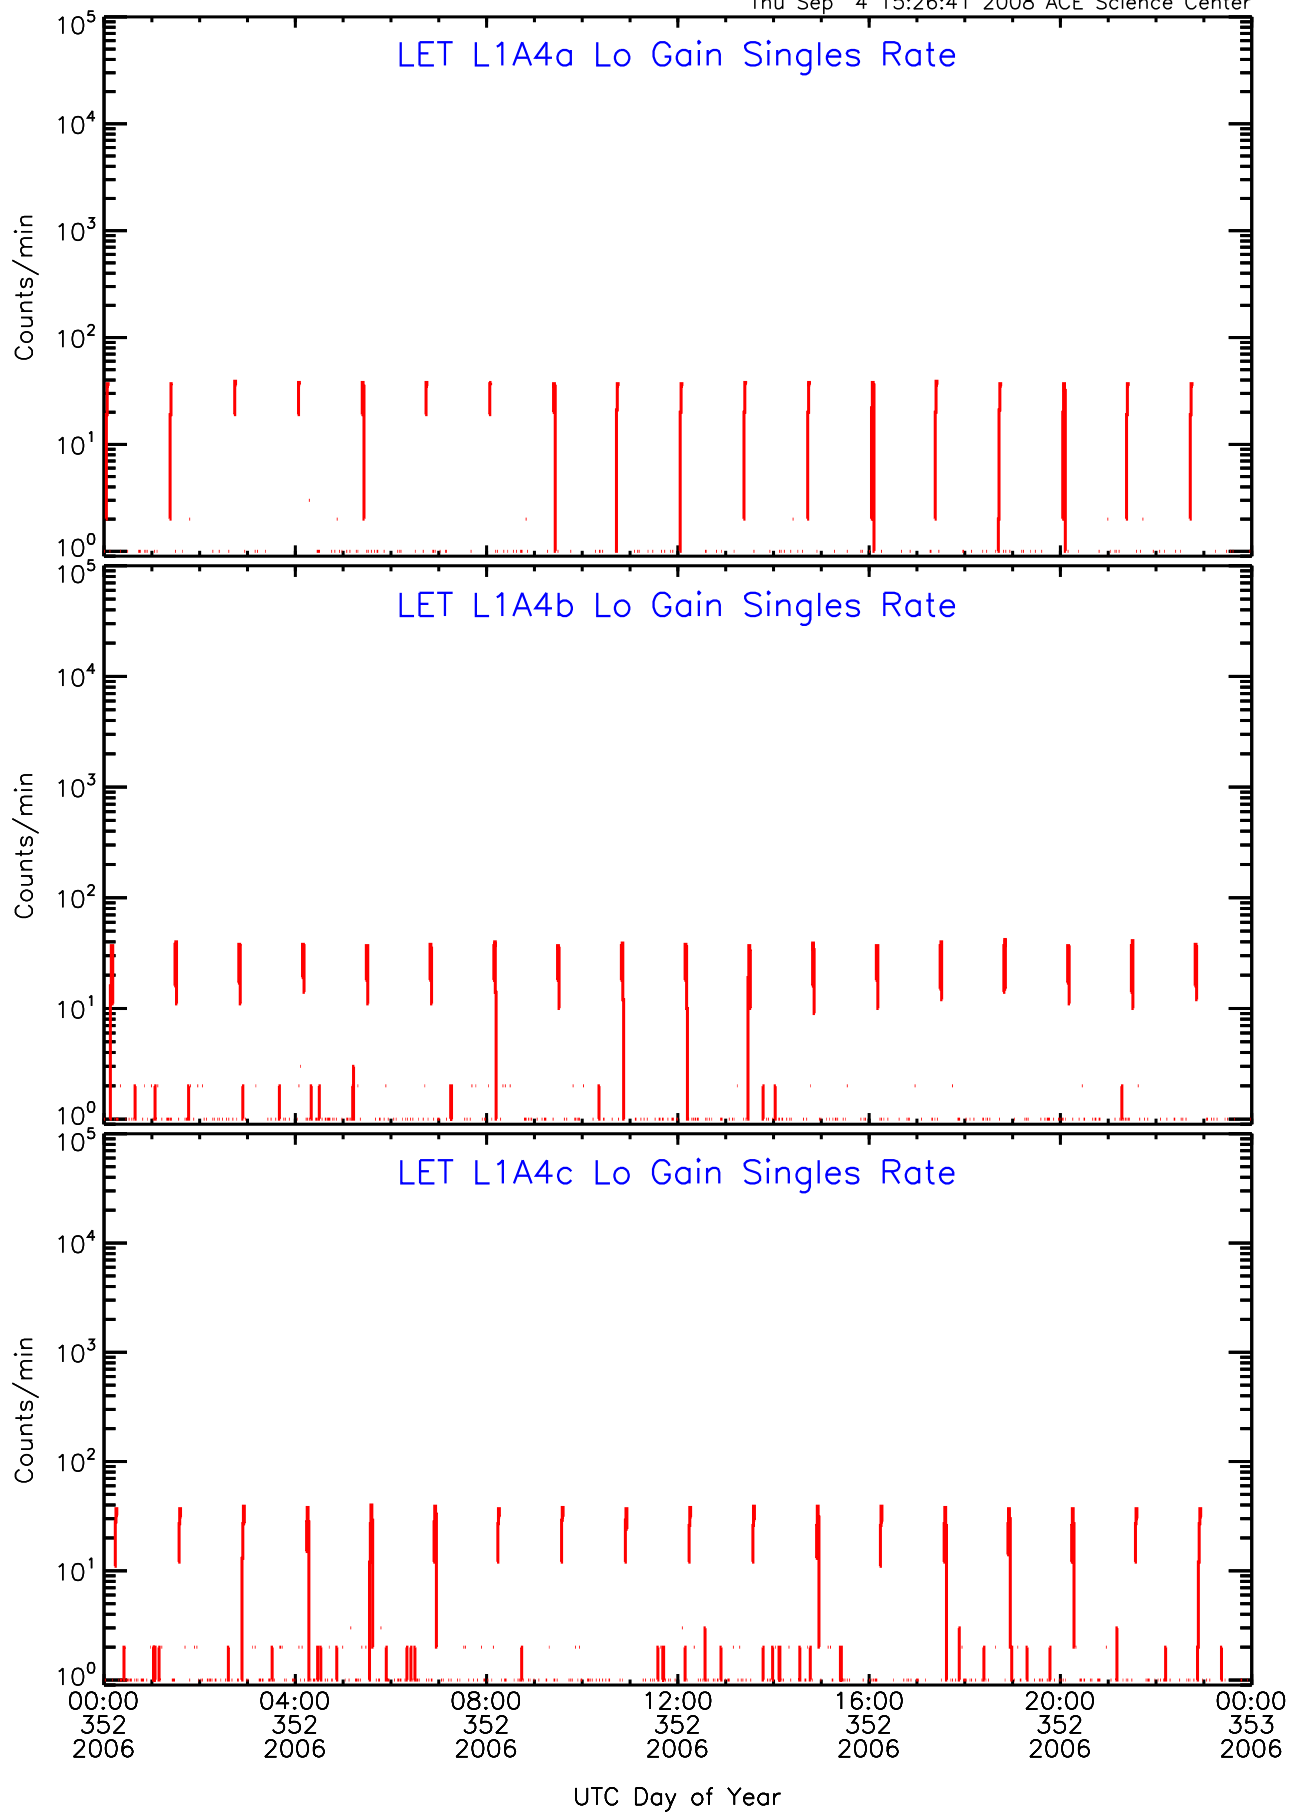 Thu Sep 4 15:26:41 2008 ACE Science Center
LET L1A4a Lo Gain Singles Rate
10^5
10^4
10^3
10^2
10^1
10^0
Counts/min
LET L1A4b Lo Gain Singles Rate
10^5
10^4
10^3
10^2
10^1
10^0
Counts/min
LET L1A4c Lo Gain Singles Rate
10^5
10^4
10^3
10^2
10^1
10^0
Counts/min
00:00 04:00 08:00 12:00 16:00 20:00 00:00
352 352 352 352 352 352 353
2006 2006 2006 2006 2006 2006 2006
UTC Day of Year